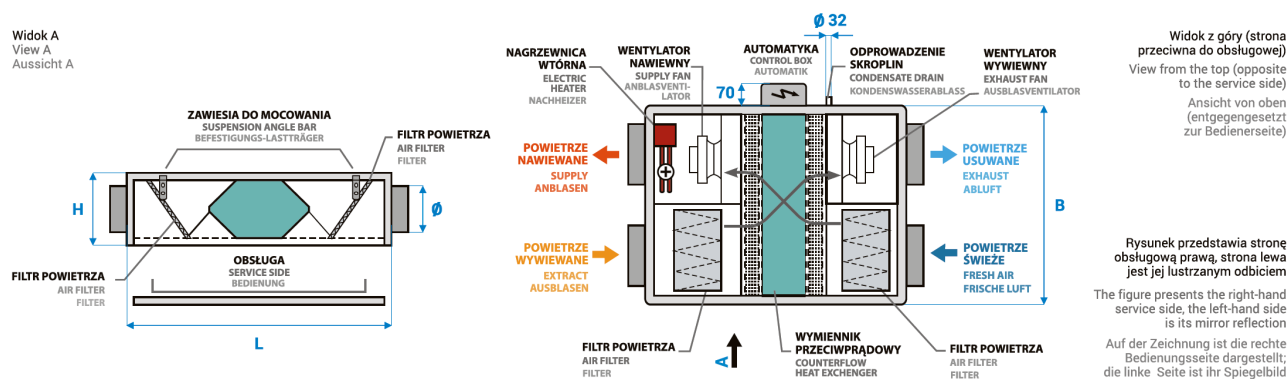 Widok A
View A
Aussicht A
ZAWIESIA DO MOCOWANIA
SUSPENSION ANGLE BAR
BEFESTIGUNGS-LASTTRÄGER
FILTR POWIETRZA
AIR FILTER
FILTER
H
Ø
FILTR POWIETRZA
AIR FILTER
FILTER
OBSŁUGA
SERVICE SIDE
BEDIENUNG
L
NAGRZEWNICA
WTÓRNA
ELECTRIC
HEATER
NACHHEIZER
WENTYLATOR
NAWIEWNY
SUPPLY FAN
ANBLASVENTI-
LATOR
AUTOMATYKA
CONTROL BOX
AUTOMATIK
Ø 32
ODPROWADZENIE
SKROPLIN
CONDENSATE DRAIN
KONDENSWASSERABLASS
WENTYLATOR
WYWIEWNY
EXHAUST FAN
AUSBLASVENTILATOR
70
POWIETRZE
NAWIEWANE
SUPPLY
ANBLASEN
POWIETRZE
USUWANE
EXHAUST
ABLUFT
B
POWIETRZE
WYWIEWANE
EXTRACT
AUSBLASEN
POWIETRZE
ŚWIEŻE
FRESH AIR
FRISCHE LUFT
FILTR POWIETRZA
AIR FILTER
FILTER
A
WYMIENNIK
PRZECIWPRĄDOWY
COUNTERFLOW
HEAT EXCHENGER
FILTR POWIETRZA
AIR FILTER
FILTER
Widok z góry (strona
przeciwna do obsługowej)
View from the top (opposite
to the service side)
Ansicht von oben
(entgegengesetzt
zur Bedienerseite)
Rysunek przedstawia stronę
obsługową prawą, strona lewa
jest jej lustrzanym odbiciem
The figure presents the right-hand
service side, the left-hand side
is its mirror reflection
Auf der Zeichnung ist die rechte
Bedienungsseite dargestellt;
die linke Seite ist ihr Spiegelbild